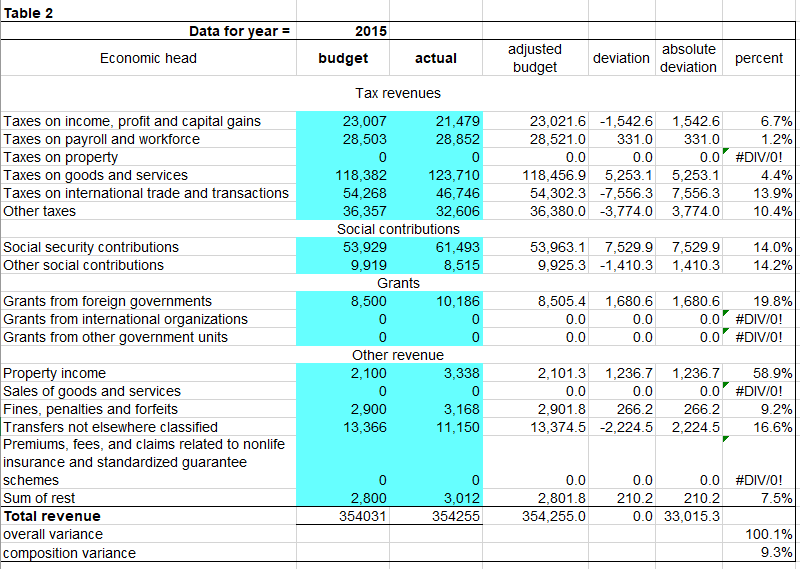 Table 2
Data for year = 2015
Economic head budget actual adjusted budget deviation absolute deviation percent
Tax revenues
Taxes on income, profit and capital gains 23,007 21,479 23,021.6 -1,542.6 1,542.6 6.7%
Taxes on payroll and workforce 28,503 28,852 28,521.0 331.0 331.0 1.2%
Taxes on property 0 0 0.0 0.0 0.0 #DIV/0!
Taxes on goods and services 118,382 123,710 118,456.9 5,253.1 5,253.1 4.4%
Taxes on international trade and transactions 54,268 46,746 54,302.3 -7,556.3 7,556.3 13.9%
Other taxes 36,357 32,606 36,380.0 -3,774.0 3,774.0 10.4%
Social contributions
Social security contributions 53,929 61,493 53,963.1 7,529.9 7,529.9 14.0%
Other social contributions 9,919 8,515 9,925.3 -1,410.3 1,410.3 14.2%
Grants
Grants from foreign governments 8,500 10,186 8,505.4 1,680.6 1,680.6 19.8%
Grants from international organizations 0 0 0.0 0.0 0.0 #DIV/0!
Grants from other government units 0 0 0.0 0.0 0.0 #DIV/0!
Other revenue
Property income 2,100 3,338 2,101.3 1,236.7 1,236.7 58.9%
Sales of goods and services 0 0 0.0 0.0 0.0 #DIV/0!
Fines, penalties and forfeits 2,900 3,168 2,901.8 266.2 266.2 9.2%
Transfers not elsewhere classified 13,366 11,150 13,374.5 -2,224.5 2,224.5 16.6%
Premiums, fees, and claims related to nonlife
insurance and standardized guarantee
schemes 0 0 0.0 0.0 0.0 #DIV/0!
Sum of rest 2,800 3,012 2,801.8 210.2 210.2 7.5%
Total revenue 354031 354255 354,255.0 0.0 33,015.3
overall variance 100.1%
composition variance 9.3%